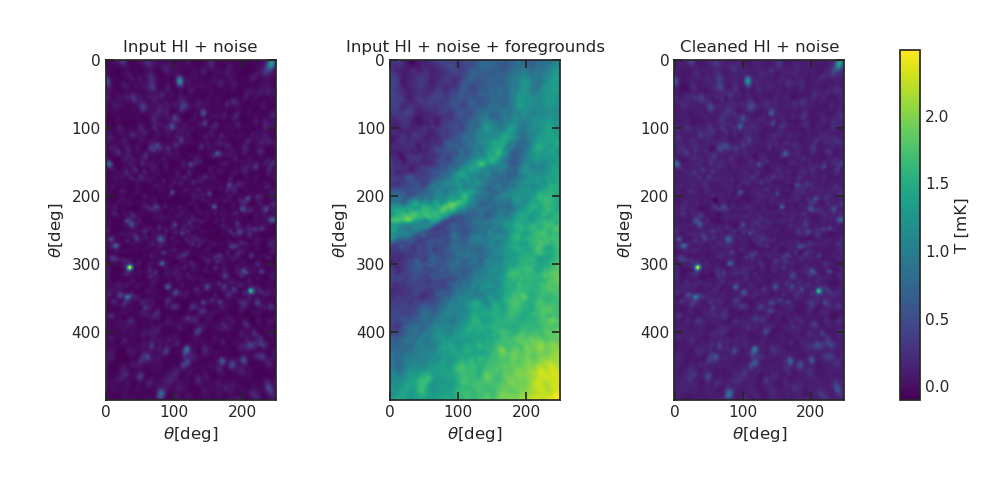 Input HI + noise
0
100
200
300
400
θ[deg]
0 100 200
θ[deg]
Input HI + noise + foregrounds
0
100
200
300
400
θ[deg]
0 100 200
θ[deg]
Cleaned HI + noise
0
100
200
300
400
θ[deg]
0 100 200
θ[deg]
2.0
1.5
1.0
0.5
0.0
T [mK]